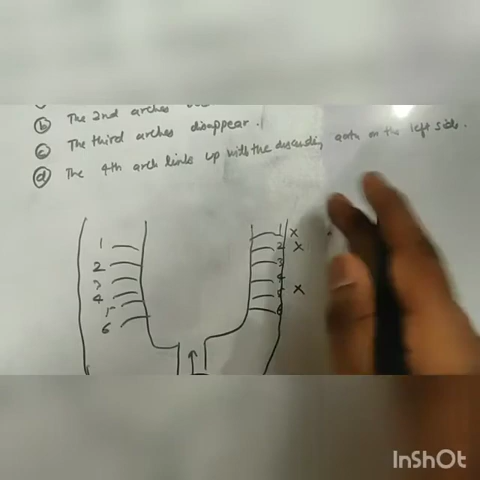 (b) The 2nd arches
(c) The third arches disappear.
(d) The 4th arch links up with the descending aorta on the left side.
1 1 x
2 2 x
3 3
4 4
5 5 x
6 6
InShOt